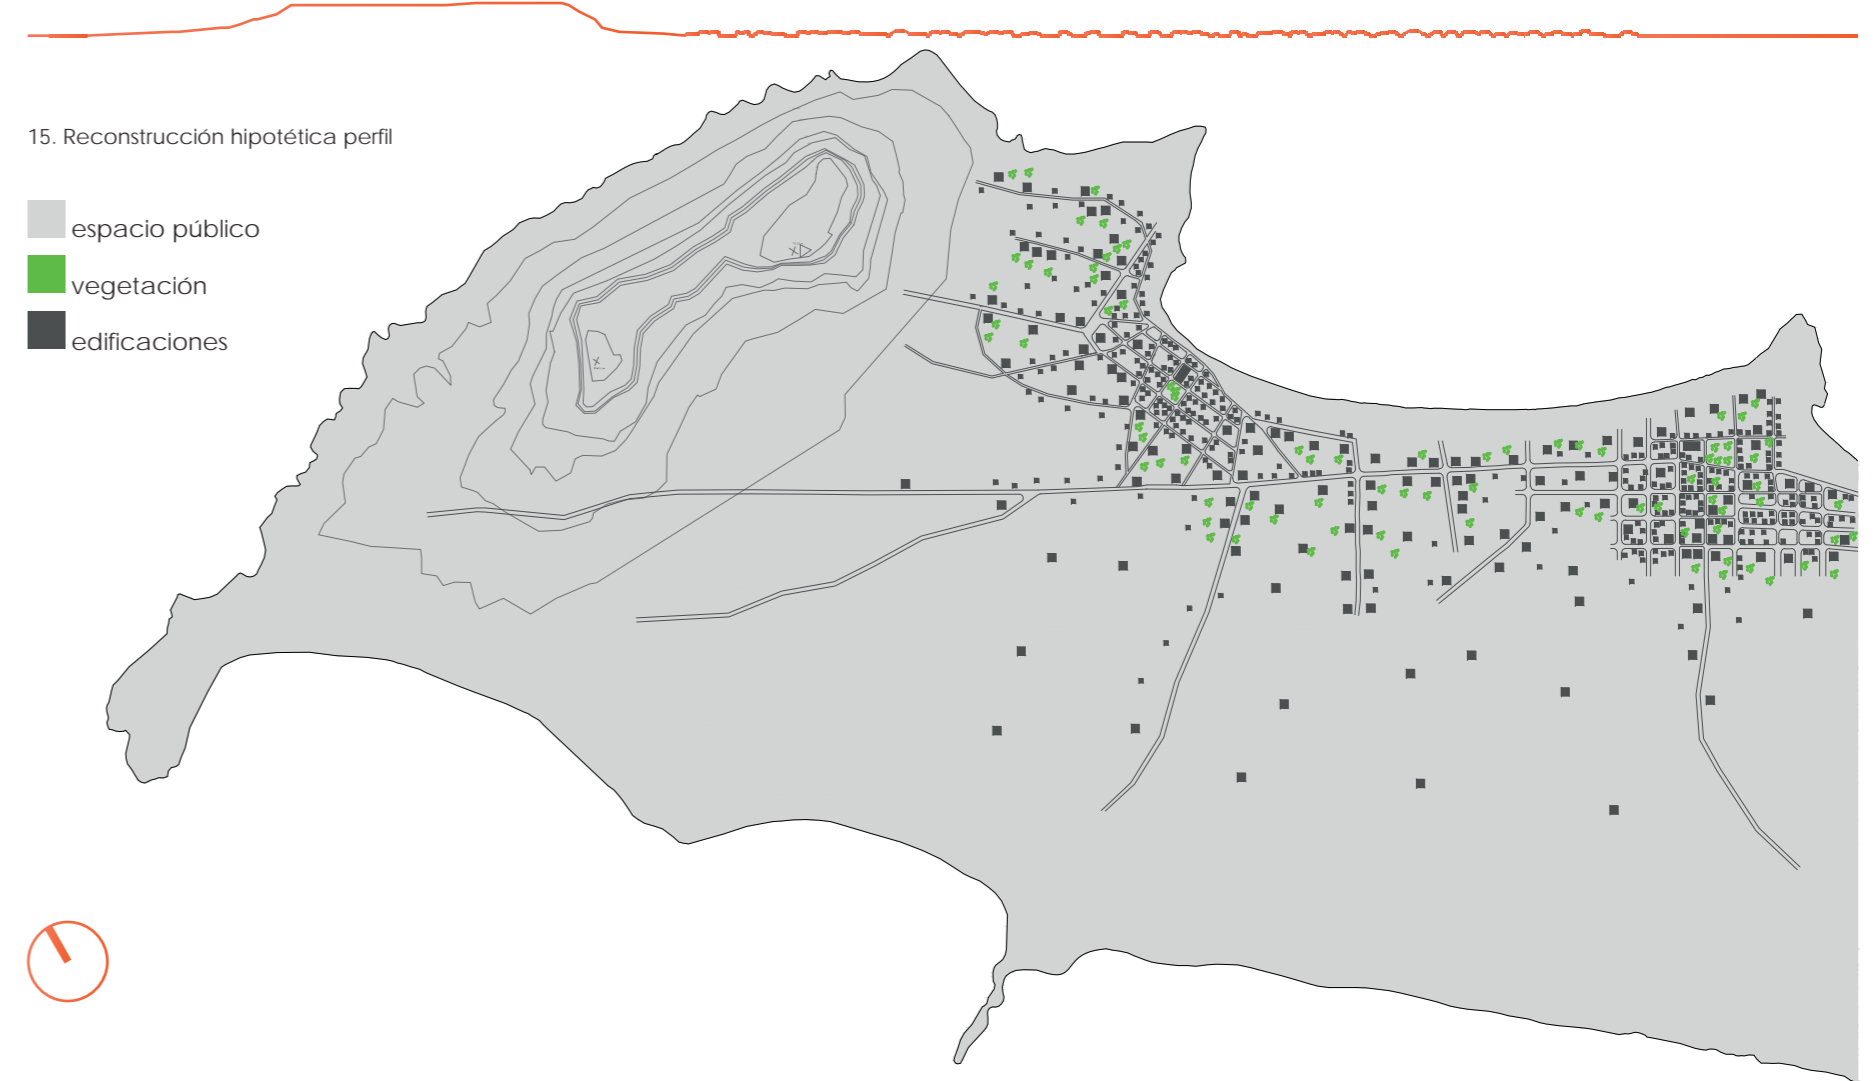 15. Reconstrucción hipotética perfil
espacio público
vegetación
edificaciones